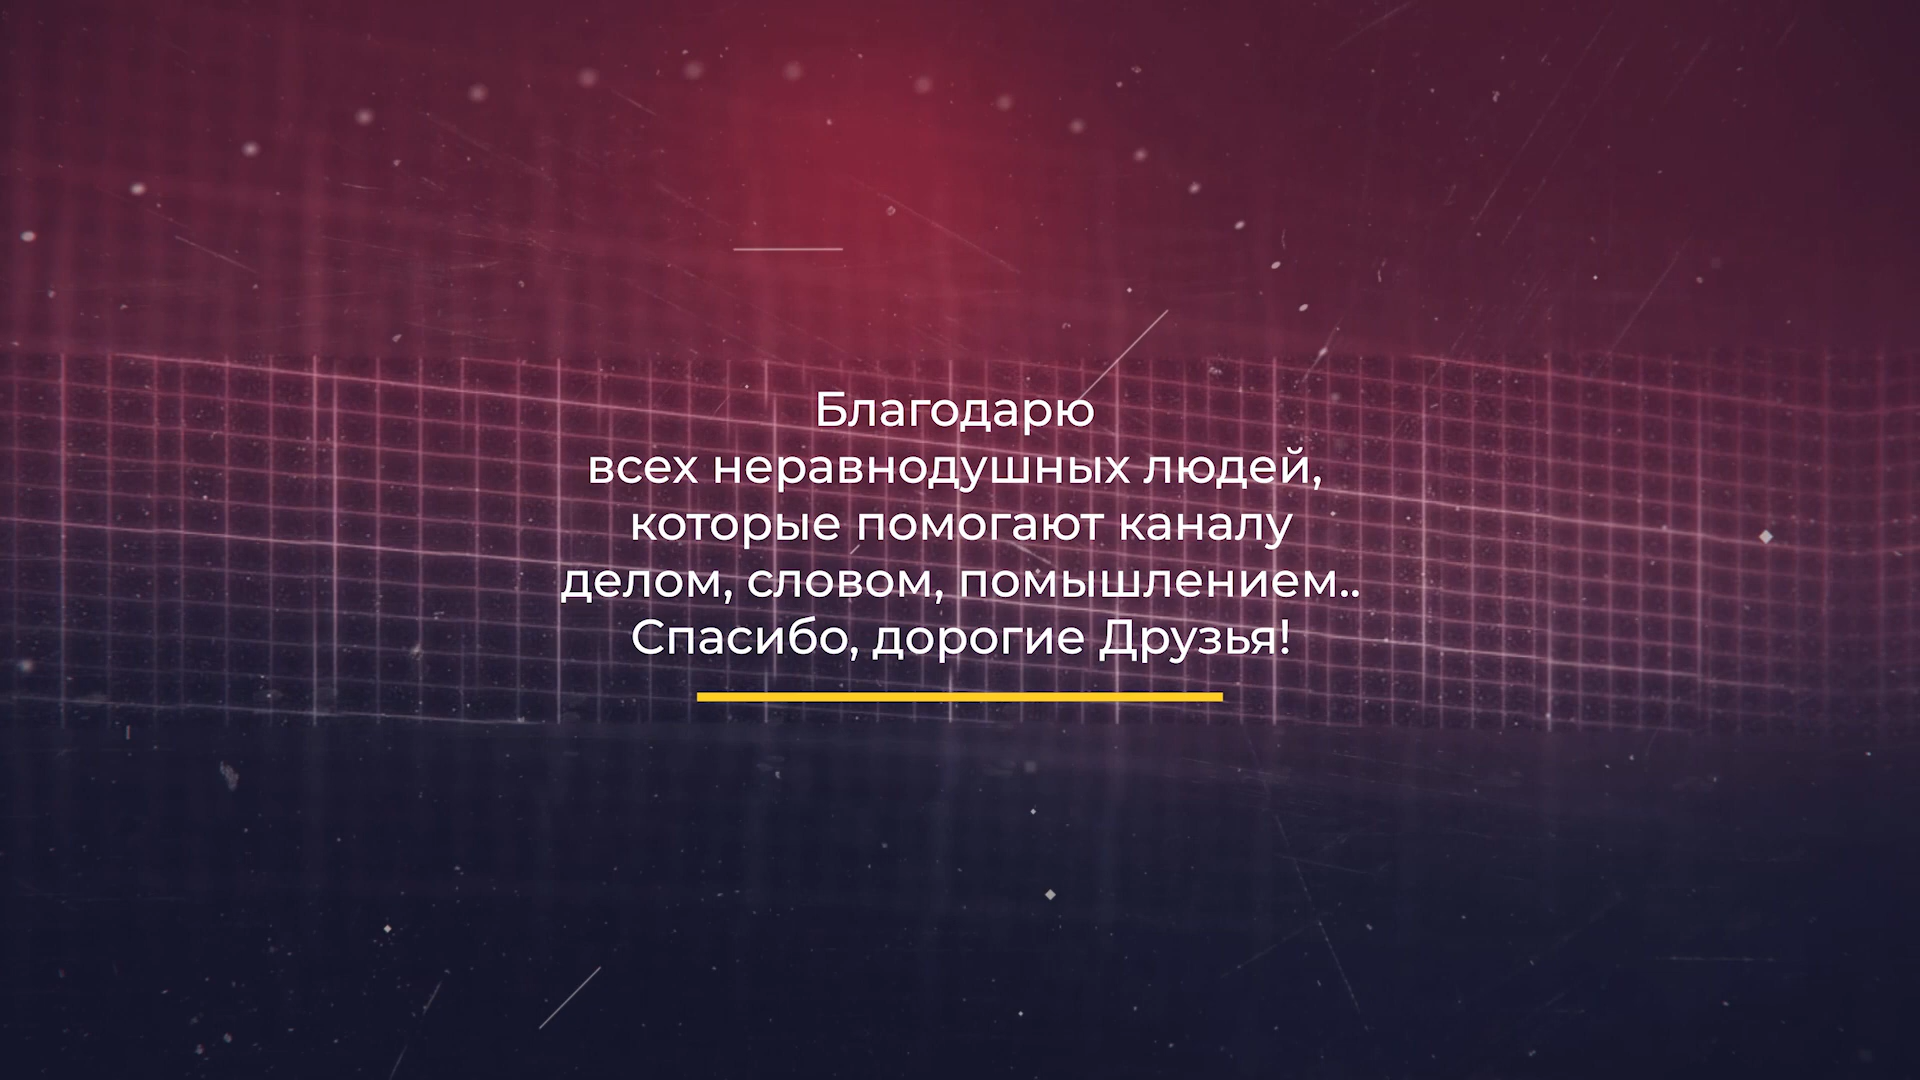 Благодарю
всех неравнодушных людей,
которые помогают каналу
делом, словом, помышлением..
Спасибо, дорогие Друзья!